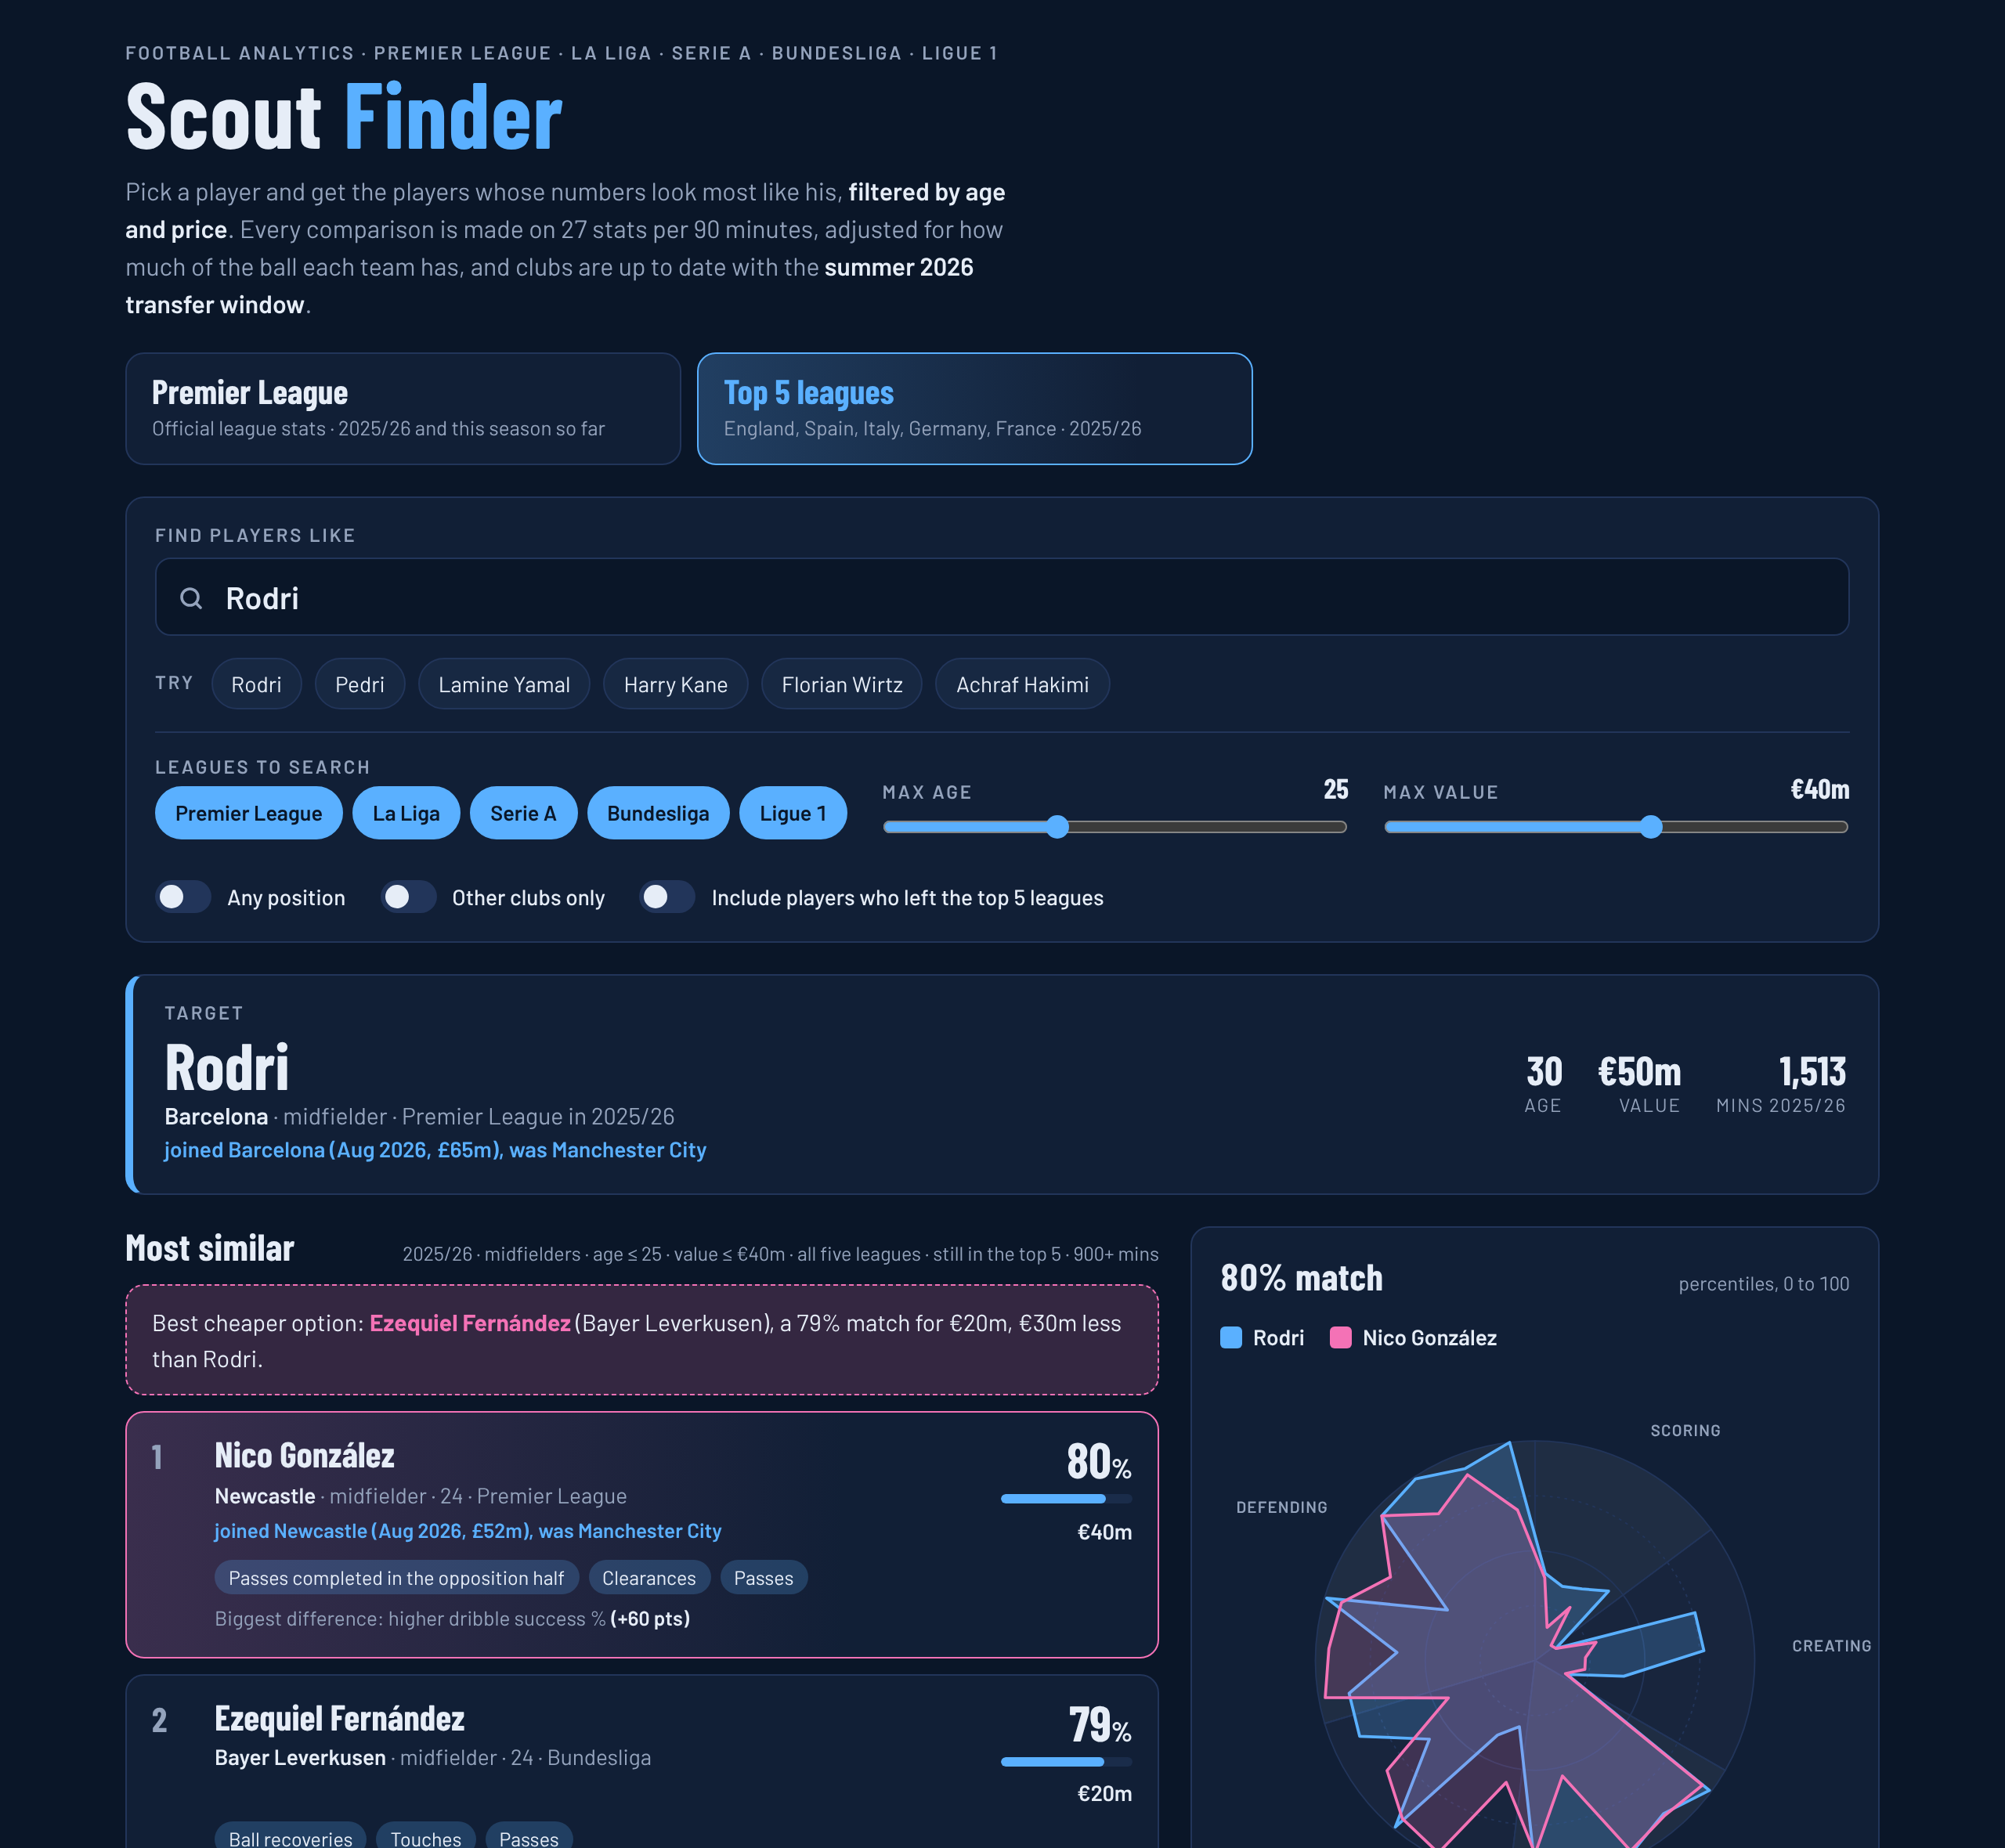 FOOTBALL ANALYTICS · PREMIER LEAGUE · LA LIGA · SERIE A · BUNDESLIGA · LIGUE 1
Scout Finder
Pick a player and get the players whose numbers look most like his, filtered by age
and price. Every comparison is made on 27 stats per 90 minutes, adjusted for how
much of the ball each team has, and clubs are up to date with the summer 2026
transfer window.
Premier League
Official league stats · 2025/26 and this season so far
Top 5 leagues
England, Spain, Italy, Germany, France · 2025/26
FIND PLAYERS LIKE
Rodri
TRY Rodri Pedri Lamine Yamal Harry Kane Florian Wirtz Achraf Hakimi
LEAGUES TO SEARCH
Premier League La Liga Serie A Bundesliga Ligue 1
MAX AGE 25
MAX VALUE €40m
Any position Other clubs only Include players who left the top 5 leagues
TARGET
Rodri
Barcelona · midfielder · Premier League in 2025/26
joined Barcelona (Aug 2026, £65m), was Manchester City
30 €50m 1,513
AGE VALUE MINS 2025/26
Most similar
2025/26 · midfielders · age ≤ 25 · value ≤ €40m · all five leagues · still in the top 5 · 900+ mins
Best cheaper option: Ezequiel Fernández (Bayer Leverkusen), a 79% match for €20m, €30m less
than Rodri.
1 Nico González 80%
Newcastle · midfielder · 24 · Premier League
joined Newcastle (Aug 2026, £52m), was Manchester City
€40m
Passes completed in the opposition half Clearances Passes
Biggest difference: higher dribble success % (+60 pts)
2 Ezequiel Fernández 79%
Bayer Leverkusen · midfielder · 24 · Bundesliga
€20m
Ball recoveries Touches Passes
80% match
percentiles, 0 to 100
Rodri Nico González
SCORING
DEFENDING
CREATING